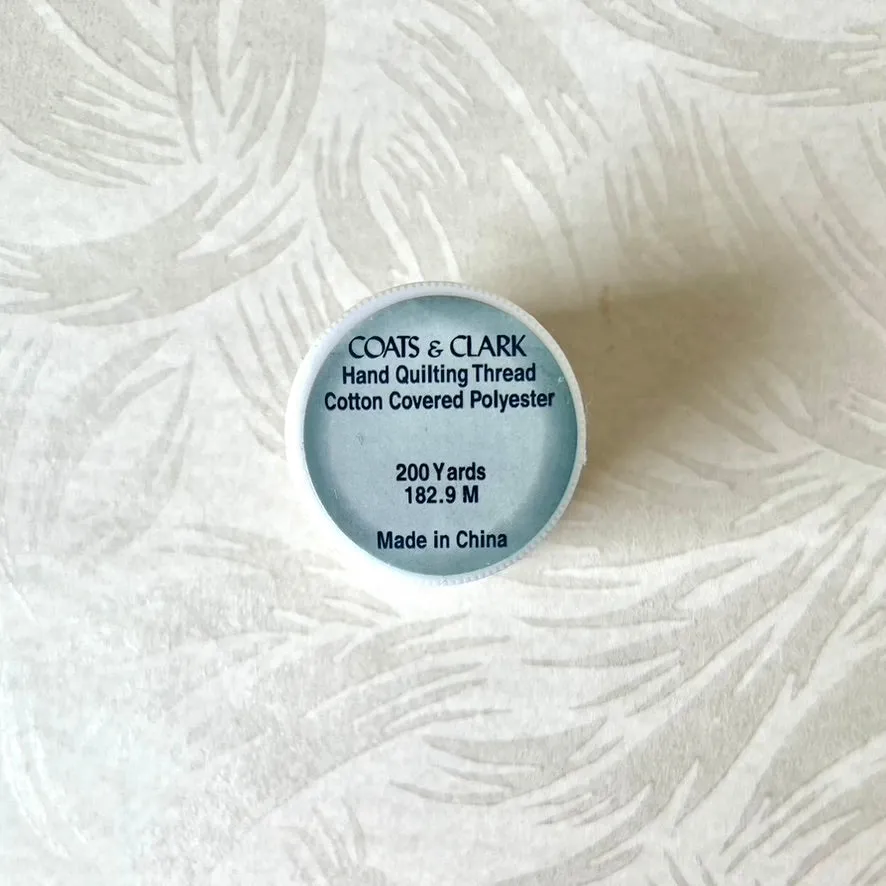 COATS & CLARK
Hand Quilting Thread
Cotton Covered Polyester
200 Yards
182.9 M
Made in China